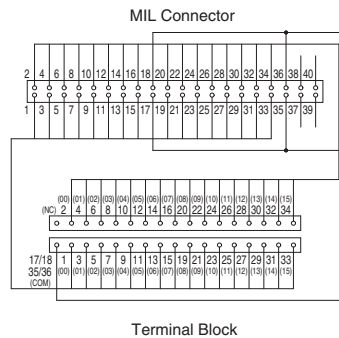 MIL Connector
2 4 6 8 10 12 14 16 18 20 22 24 26 28 30 32 34 36 38 40
1 3 5 7 9 11 13 15 17 19 21 23 25 27 29 31 33 35 37 39
(00) (01) (02) (03) (04) (05) (06) (07) (08) (09) (10) (11) (12) (13) (14) (15)
(NC) 2 4 6 8 10 12 14 16 20 22 24 26 28 30 32 34
17/18 1 3 5 7 9 11 13 15 19 21 23 25 27 29 31 33
35/36 (00) (01) (02) (03) (04) (05) (06) (07) (08) (09) (10) (11) (12) (13) (14) (15)
(COM)
Terminal Block